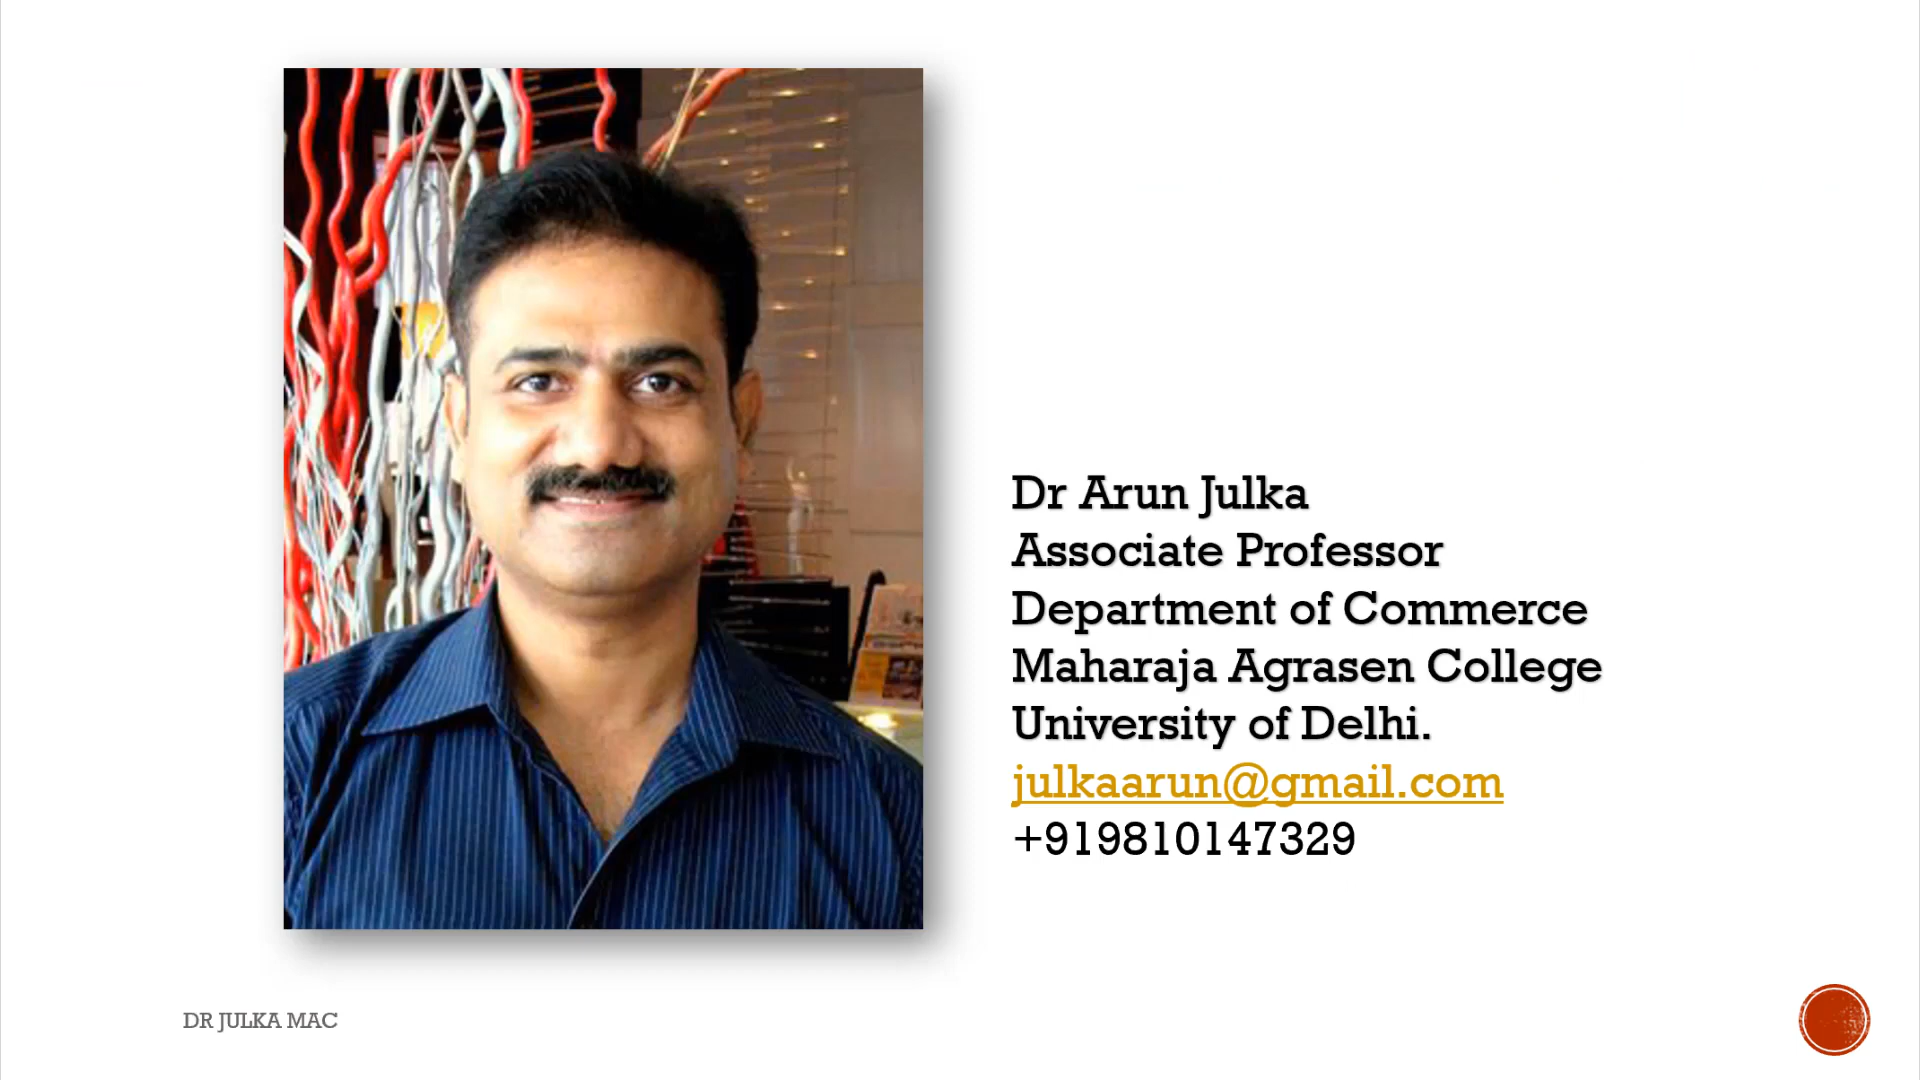 Dr Arun Julka
Associate Professor
Department of Commerce
Maharaja Agrasen College
University of Delhi.
julkaarun@gmail.com
+919810147329
DR JULKA MAC